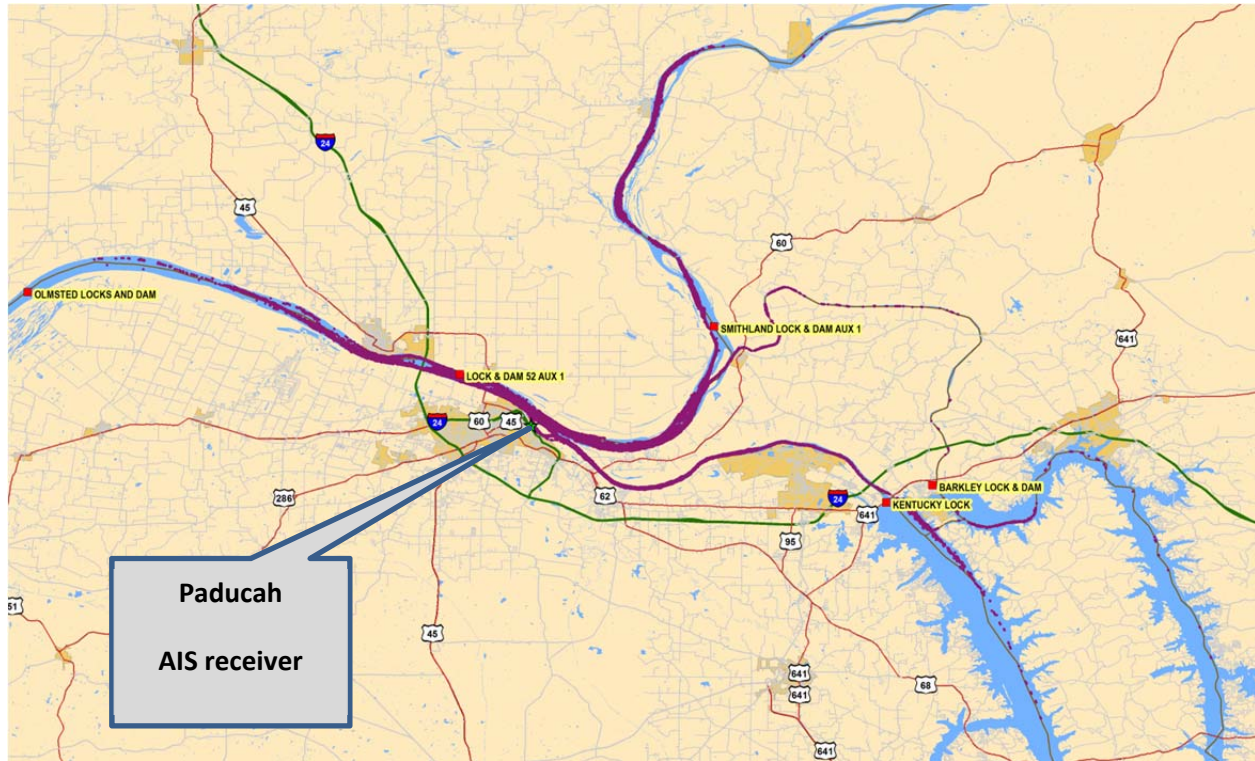 24
45
60
OLMSTED LOCKS AND DAM
SMITHLAND LOCK & DAM AUX 1
641
LOCK & DAM 52 AUX 1
24
60
45
BARKLEY LOCK & DAM
286
62
24
KENTUCKY LOCK
641
95
Paducah
AIS receiver
51
45
641
68
641
641